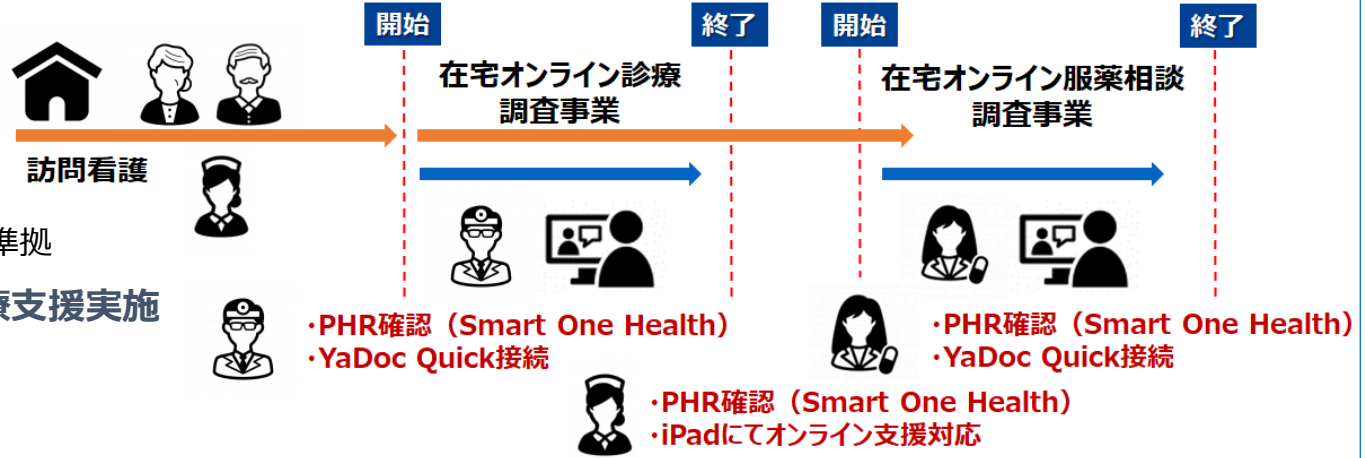 開始
終了
開始
終了
在宅オンライン診療
調査事業
在宅オンライン服薬相談
調査事業
訪問看護
準拠
療支援実施
・PHR確認（Smart One Health）
・YaDoc Quick接続
・PHR確認（Smart One Health）
・YaDoc Quick接続
・PHR確認（Smart One Health）
・iPadにてオンライン支援対応